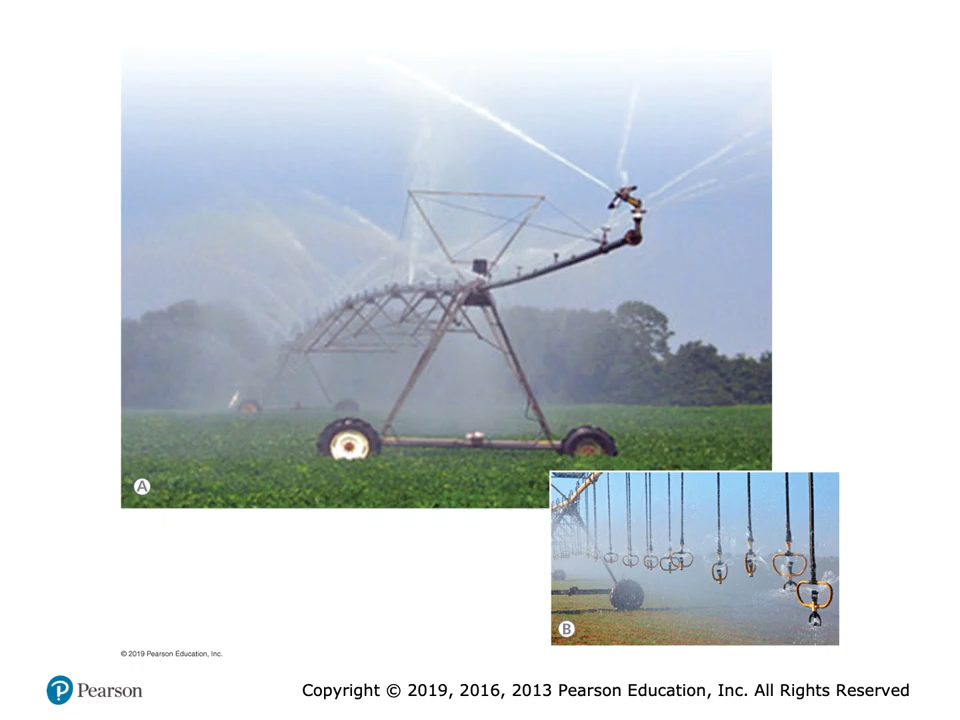 A
B
© 2019 Pearson Education, Inc.
Pearson
Copyright © 2019, 2016, 2013 Pearson Education, Inc. All Rights Reserved